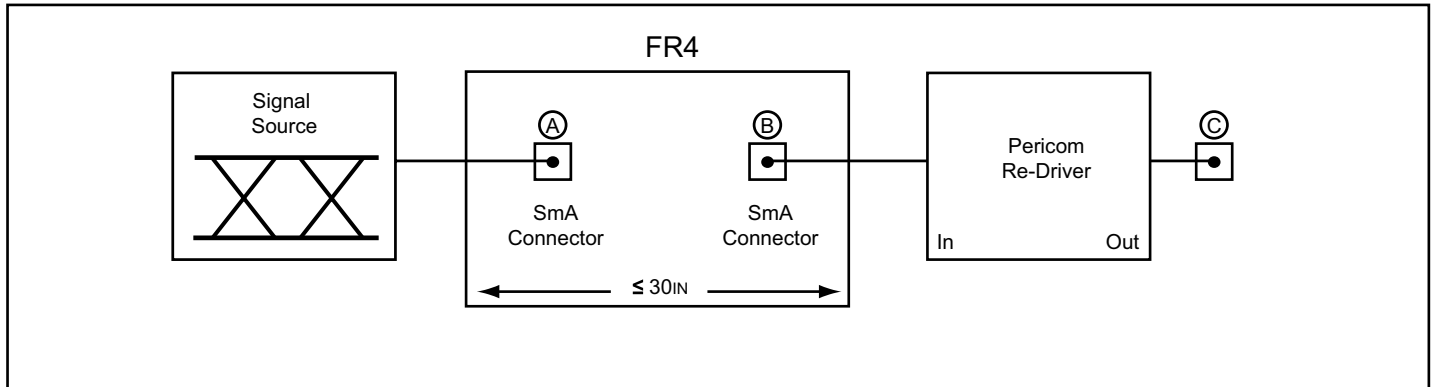 FR4
Signal
Source
A
B
C
Pericom
Re-Driver
SmA
Connector
SmA
Connector
In
Out
≤ 30IN